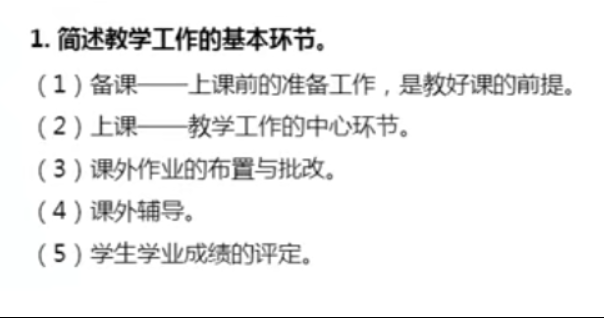 1. 简述教学工作的基本环节。
（1）备课——上课前的准备工作，是教好课的前提。
（2）上课——教学工作的中心环节。
（3）课外作业的布置与批改。
（4）课外辅导。
（5）学生学业成绩的评定。